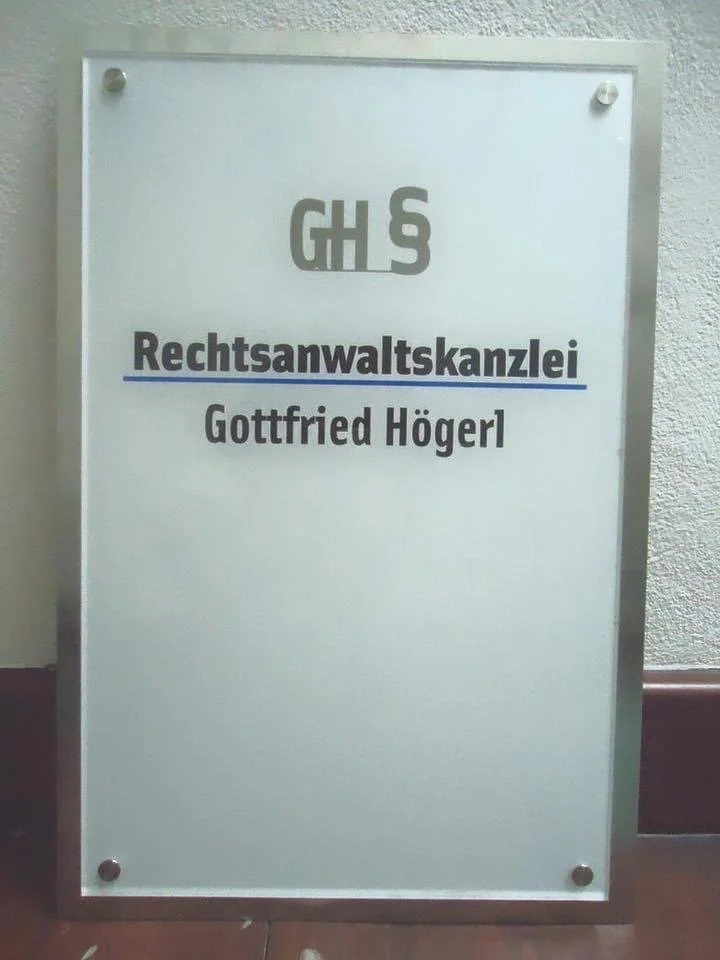 GH §
Rechtsanwaltskanzlei
Gottfried Högerl